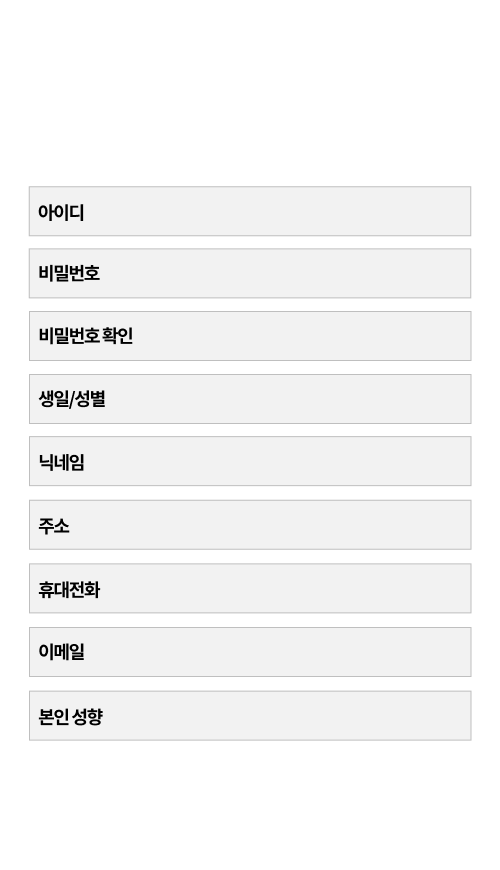 아이디
비밀번호
비밀번호 확인
생일/성별
닉네임
주소
휴대전화
이메일
본인 성향